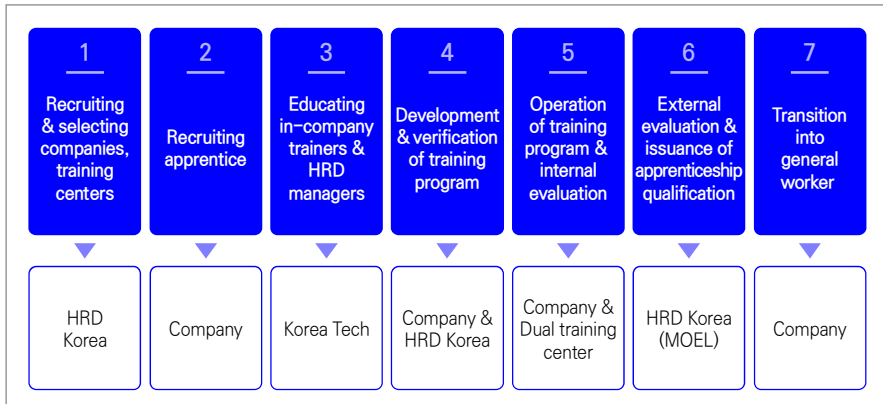 1
Recruiting
& selecting
companies,
training
centers
HRD
Korea
2
Recruiting
apprentice
Company
3
Educating
in-company
trainers &
HRD
managers
Korea Tech
4
Development
& verification
of training
program
Company &
HRD Korea
5
Operation
of training
program &
internal
evaluation
Company &
Dual training
center
6
External
evaluation &
issuance of
apprenticeship
qualification
HRD Korea
(MOEL)
7
Transition
into
general
worker
Company